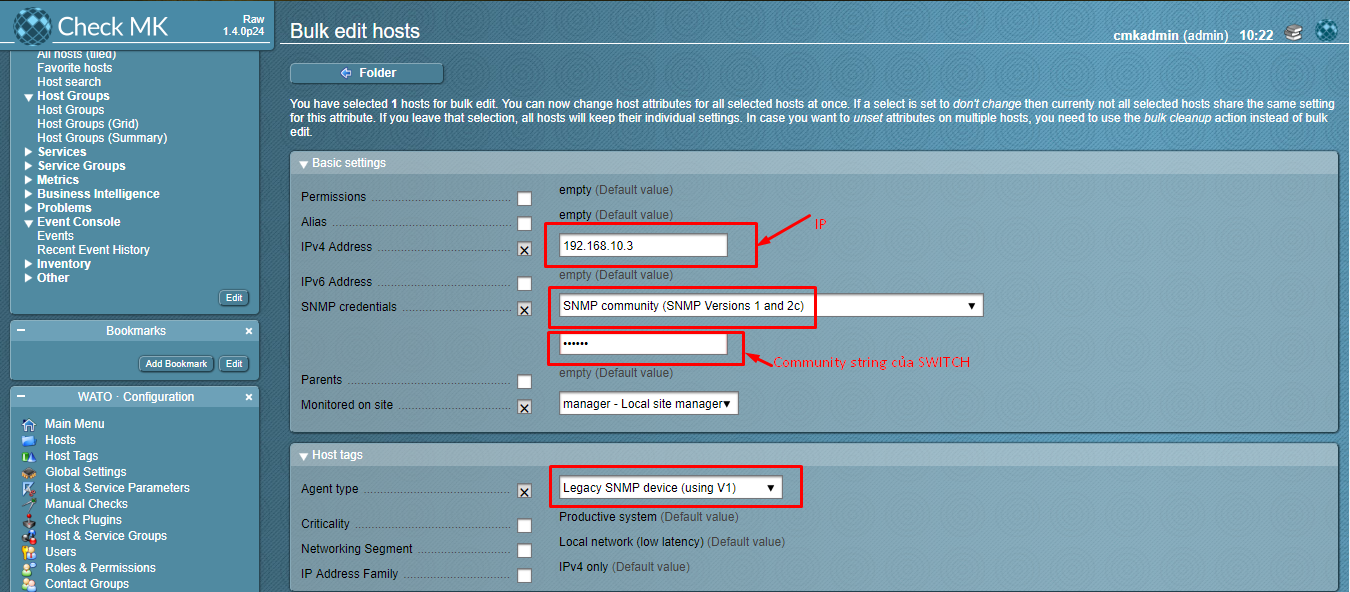 Check MK
Raw
1.4.0p24
All hosts (tiled)
Favorite hosts
Host search
Host Groups
Host Groups
Host Groups (Grid)
Host Groups (Summary)
Services
Service Groups
Metrics
Business Intelligence
Problems
Event Console
Events
Recent Event History
Inventory
Other
Edit
Bookmarks
Add Bookmark Edit
WATO - Configuration
Main Menu
Hosts
Host Tags
Global Settings
Host & Service Parameters
Manual Checks
Check Plugins
Host & Service Groups
Users
Roles & Permissions
Contact Groups
Bulk edit hosts
cmkadmin (admin) 10:22
Folder
You have selected 1 hosts for bulk edit. You can now change host attributes for all selected hosts at once. If a select is set to don't change then currenty not all selected hosts share the same setting
for this attribute. If you leave that selection, all hosts will keep their individual settings. In case you want to unset attributes on multiple hosts, you need to use the bulk cleanup action instead of bulk
edit.
Basic settings
Permissions empty (Default value)
Alias empty (Default value)
IPv4 Address 192.168.10.3 IP
IPv6 Address empty (Default value)
SNMP credentials SNMP community (SNMP Versions 1 and 2c)
••••••
Community string của SWITCH
Parents empty (Default value)
Monitored on site manager - Local site manager
Host tags
Agent type Legacy SNMP device (using V1)
Criticality Productive system (Default value)
Networking Segment Local network (low latency) (Default value)
IP Address Family IPv4 only (Default value)